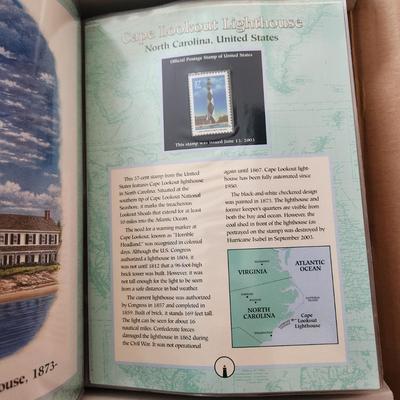 Cape Lookout Lighthouse
North Carolina, United States
Official Postage Stamp of United States
37
This stamp was issued June 13, 2003
This 37-cent stamp from the United
States features Cape Lookout lighthouse
in North Carolina. Situated at the
southern tip of Cape Lookout National
Seashore, it marks the treacherous
Lookout Shoals that extend for at least
10 miles into the Atlantic Ocean.
The need for a warning marker at
Cape Lookout, known as "Horrible
Headland," was recognized in colonial
days. Although the U.S. Congress
authorized a lighthouse in 1804, it
was not until 1812 that a 96-foot-high
brick tower was built. However, it was
not tall enough for the light to be seen
from a safe distance in bad weather.
The current lighthouse was authorized
by Congress in 1857 and completed in
1859. Built of brick, it stands 169 feet tall.
The light can be seen for about 16
nautical miles. Confederate forces
damaged the lighthouse in 1862 during
the Civil War. It was not operational
again until 1867. Cape Lookout light-
house has been fully automated since
1950.
The black-and-white checkered design
was painted in 1873. The lighthouse and
former keeper's quarters are visible from
both the bay and ocean. However, the
coal shed in front of the lighthouse (as
portrayed on the stamp) was destroyed by
Hurricane Isabel in September 2003.
VIRGINIA
ATLANTIC
OCEAN
NORTH
CAROLINA
Cape
Lookout
Lighthouse
ouse, 1873-